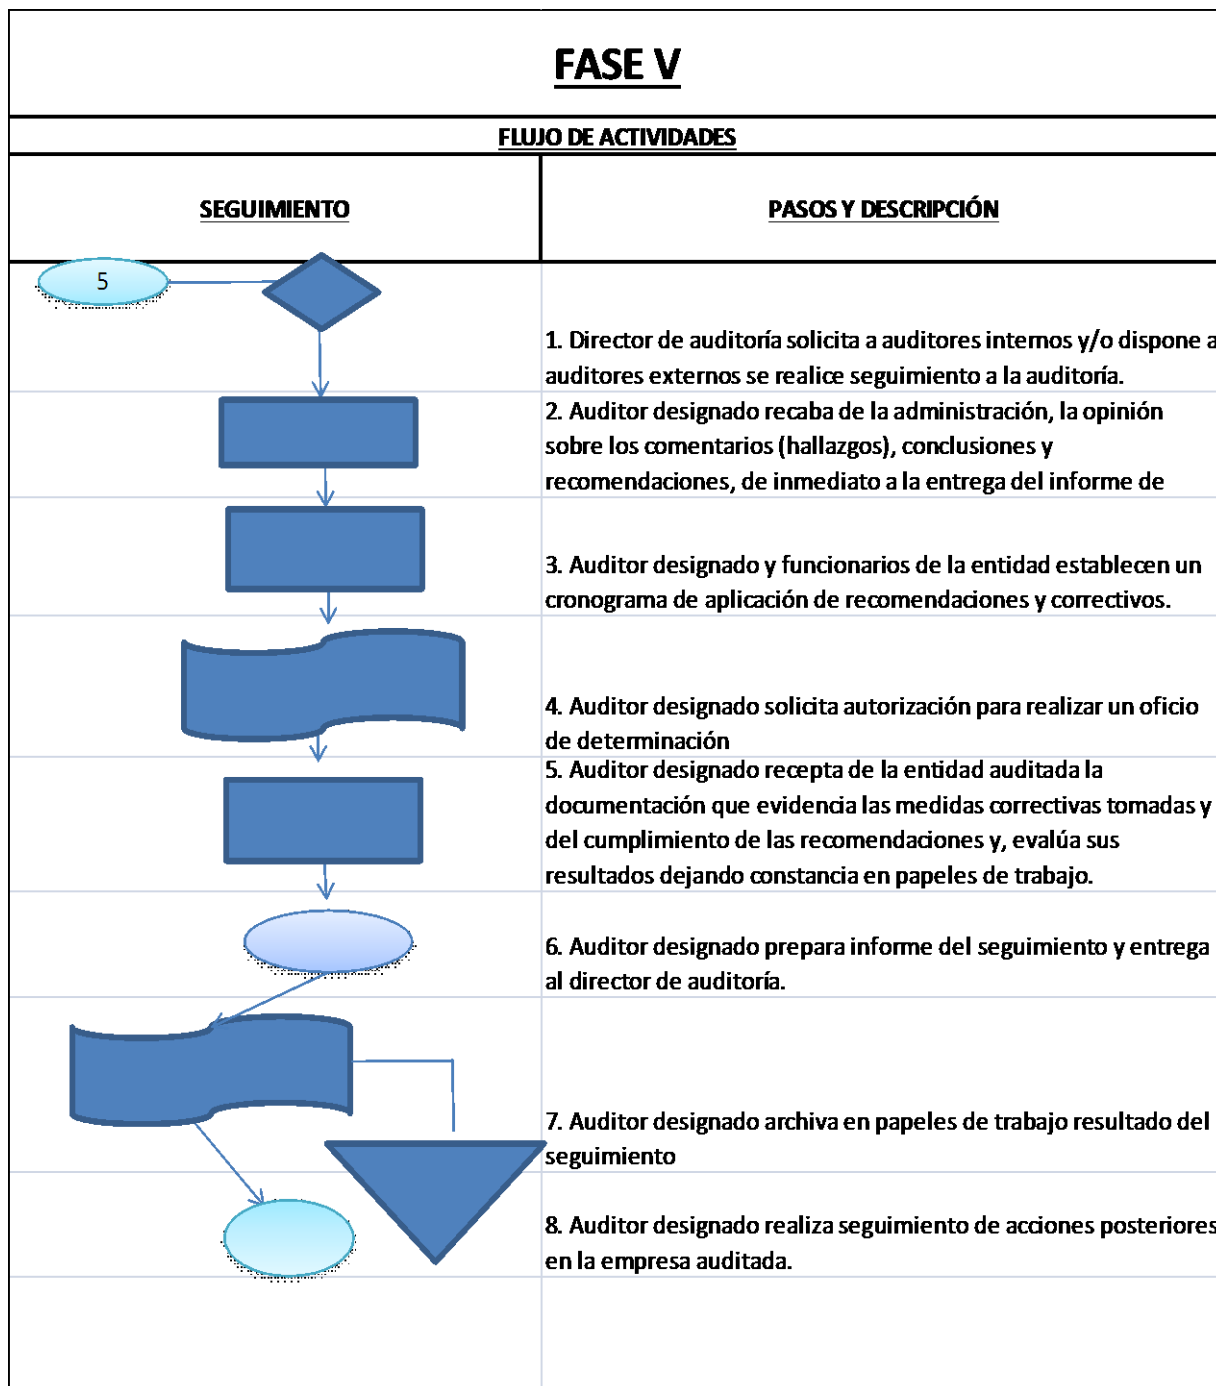 FASE V
FLUJO DE ACTIVIDADES
SEGUIMIENTO
PASOS Y DESCRIPCIÓN
5
1. Director de auditoría solicita a auditores internos y/o dispone a
auditores externos se realice seguimiento a la auditoría.
2. Auditor designado recaba de la administración, la opinión
sobre los comentarios (hallazgos), conclusiones y
recomendaciones, de inmediato a la entrega del informe de
3. Auditor designado y funcionarios de la entidad establecen un
cronograma de aplicación de recomendaciones y correctivos.
4. Auditor designado solicita autorización para realizar un oficio
de determinación
5. Auditor designado recepta de la entidad auditada la
documentación que evidencia las medidas correctivas tomadas y
del cumplimiento de las recomendaciones y, evalúa sus
resultados dejando constancia en papeles de trabajo.
6. Auditor designado prepara informe del seguimiento y entrega
al director de auditoría.
7. Auditor designado archiva en papeles de trabajo resultado del
seguimiento
8. Auditor designado realiza seguimiento de acciones posteriores
en la empresa auditada.